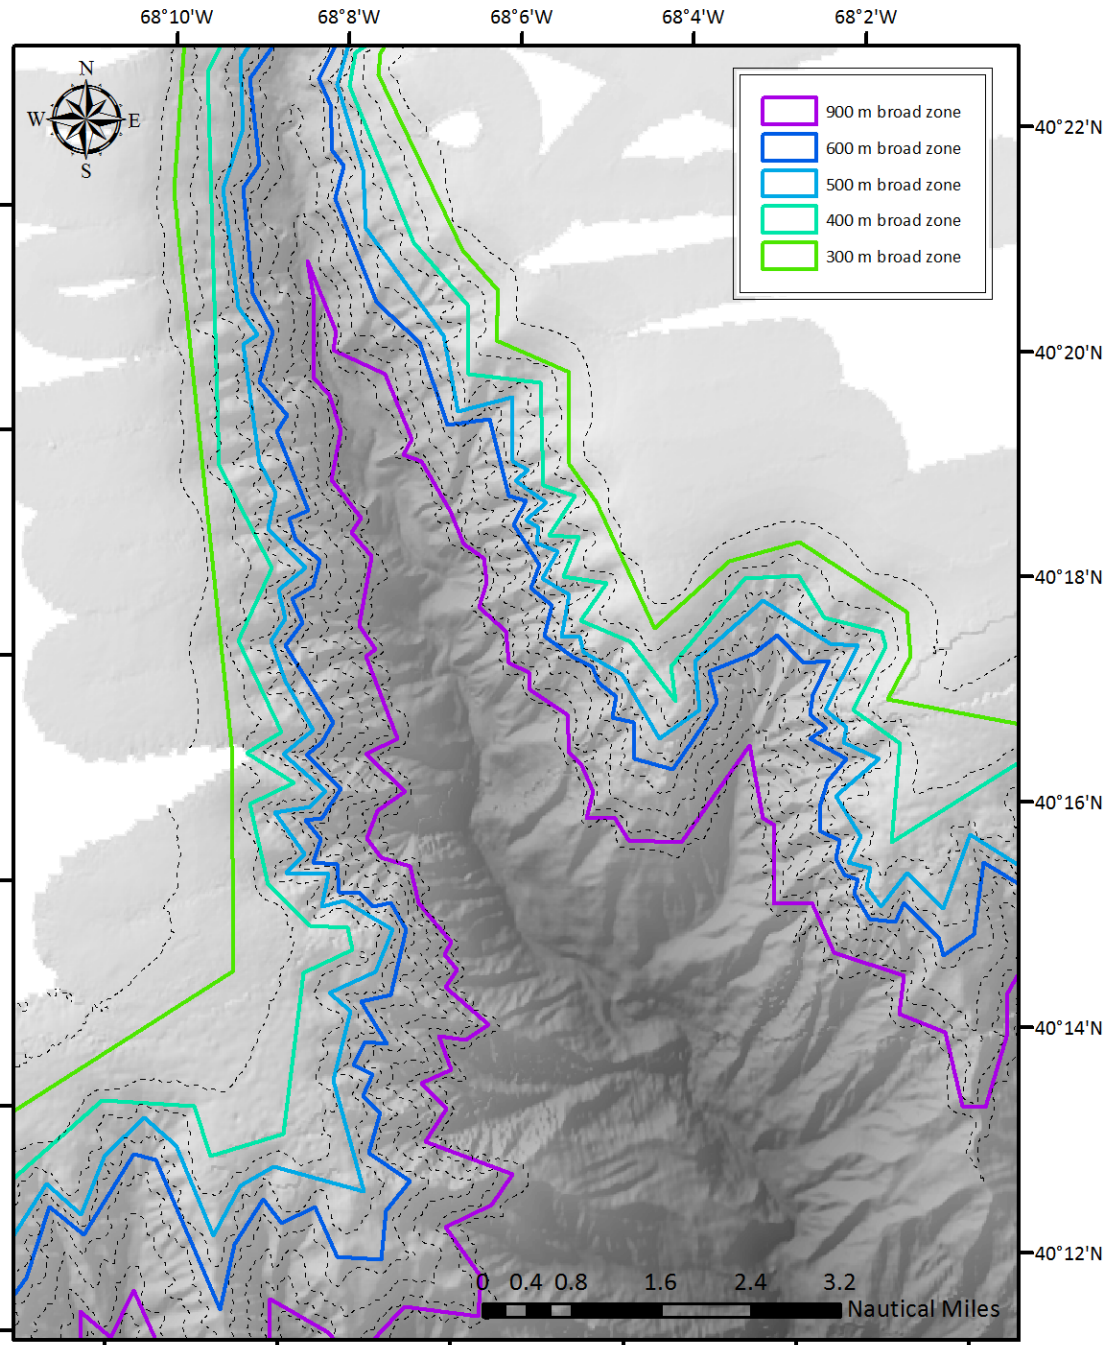 68°10'W 68°8'W 68°6'W 68°4'W 68°2'W
N
W E
S
900 m broad zone
600 m broad zone
500 m broad zone
400 m broad zone
300 m broad zone
40°22'N
40°20'N
40°18'N
40°16'N
40°14'N
40°12'N
0 0.4 0.8 1.6 2.4 3.2
Nautical Miles